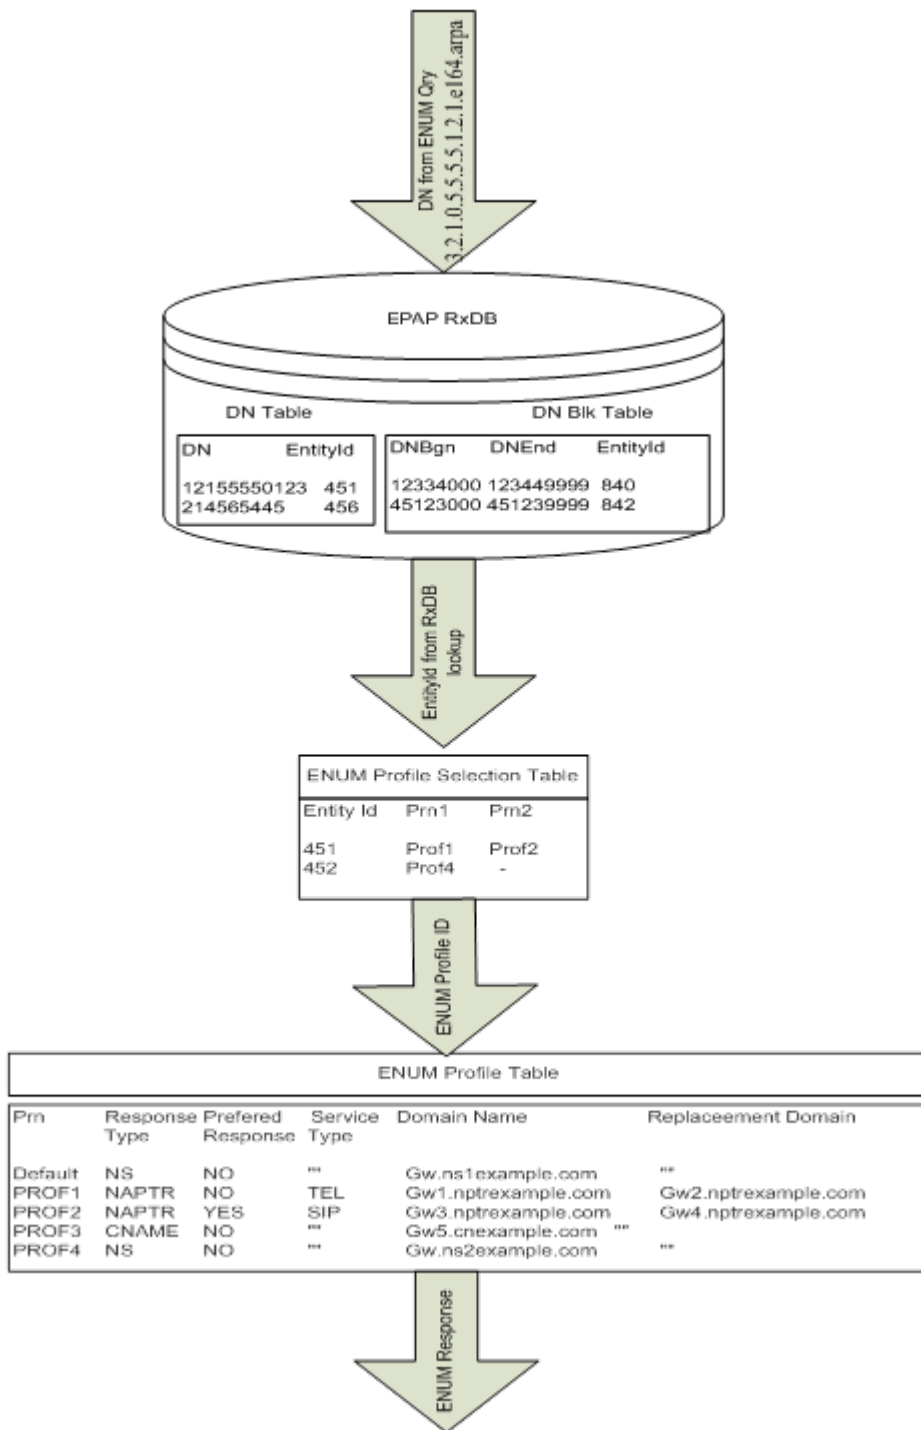 DN from ENUM Qry
3.2.1.0.5.5.5.5.1.2.1.e164.arpa
EPAP RxDB
DN Table
DN EntityId
12155550123 451
214565445 456
DN Blk Table
DNBgn DNEnd EntityId
12334000 123449999 840
45123000 451239999 842
EntityId from RxDB
lookup
ENUM Profile Selection Table
Entity Id Prn1 Prn2
451 Prof1 Prof2
452 Prof4 -
ENUM Profile ID
ENUM Profile Table
Prn Response Type Prefered Response Service Type Domain Name Replaceement Domain
Default NS NO "" Gw.ns1example.com ""
PROF1 NAPTR NO TEL Gw1.nptrexample.com Gw2.nptrexample.com
PROF2 NAPTR YES SIP Gw3.nptrexample.com Gw4.nptrexample.com
PROF3 CNAME NO "" Gw5.cnexample.com ""
PROF4 NS NO "" Gw.ns2example.com ""
ENUM Response